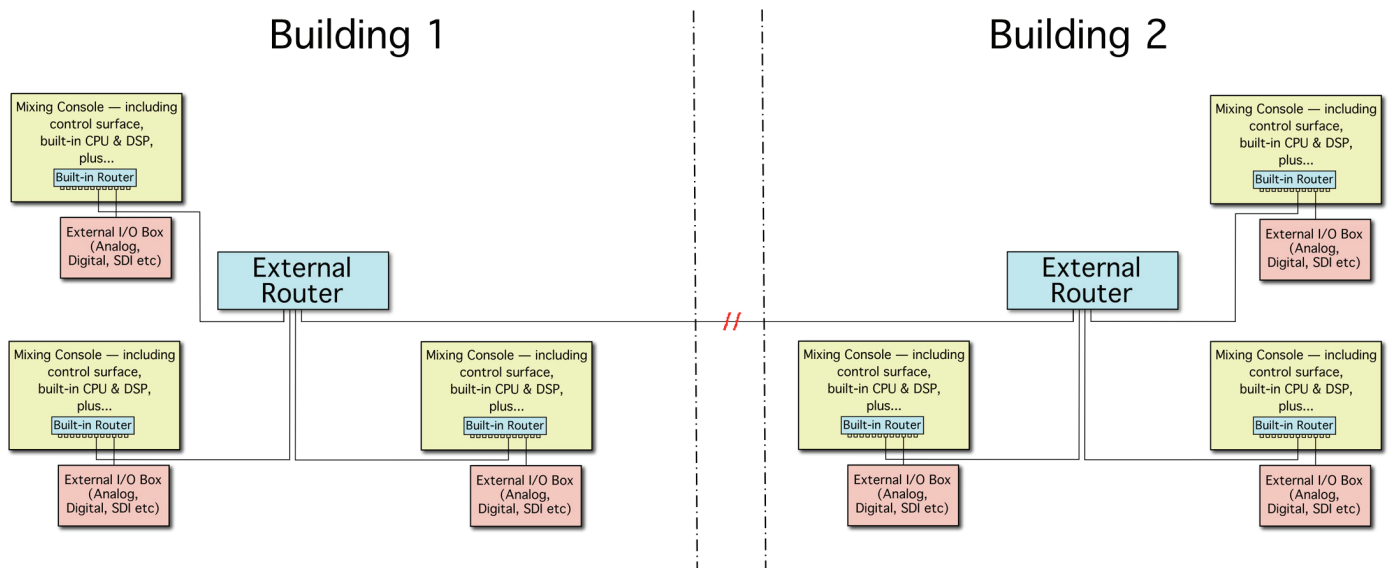 Building 1
Building 2
Mixing Console — including
control surface,
built-in CPU & DSP,
plus...
Built-in Router
External I/O Box
(Analog,
Digital, SDI etc)
External
Router
//
External
Router
Mixing Console — including
control surface,
built-in CPU & DSP,
plus...
Built-in Router
External I/O Box
(Analog,
Digital, SDI etc)
Mixing Console — including
control surface,
built-in CPU & DSP,
plus...
Built-in Router
External I/O Box
(Analog,
Digital, SDI etc)
Mixing Console — including
control surface,
built-in CPU & DSP,
plus...
Built-in Router
External I/O Box
(Analog,
Digital, SDI etc)
Mixing Console — including
control surface,
built-in CPU & DSP,
plus...
Built-in Router
External I/O Box
(Analog,
Digital, SDI etc)
Mixing Console — including
control surface,
built-in CPU & DSP,
plus...
Built-in Router
External I/O Box
(Analog,
Digital, SDI etc)